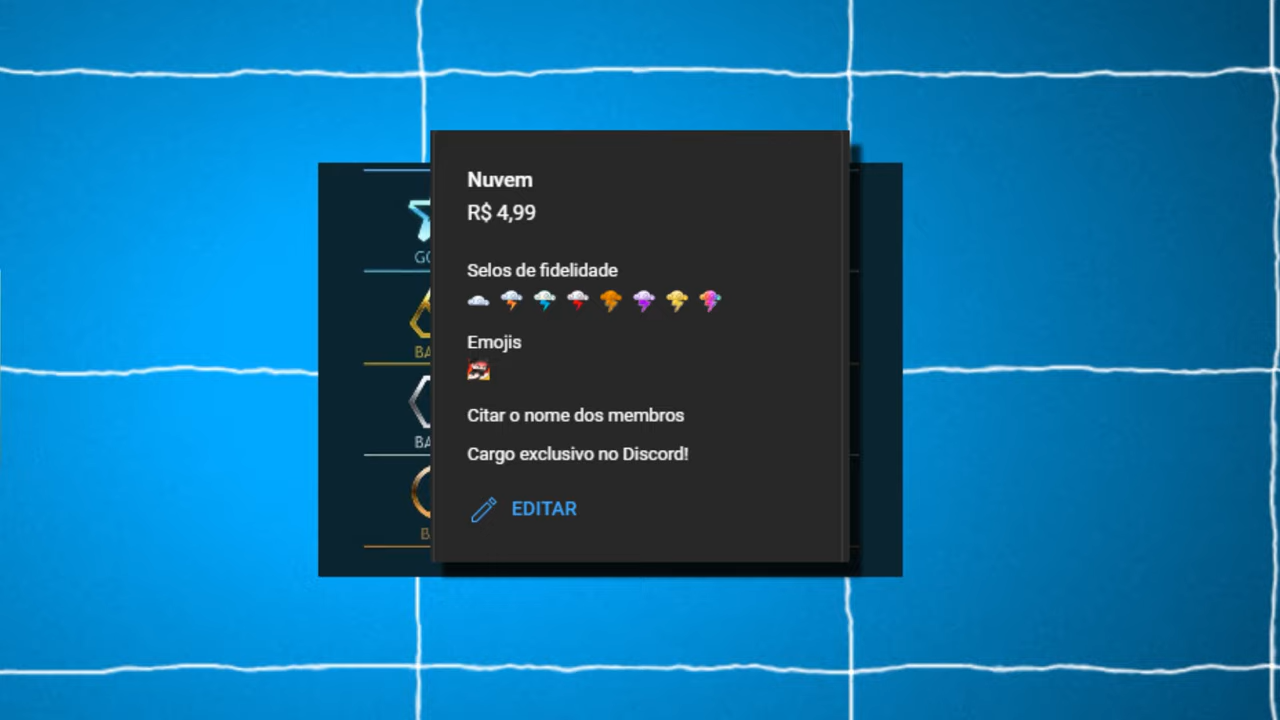 Nuvem
R$ 4,99
Selos de fidelidade
Emojis
Citar o nome dos membros
Cargo exclusivo no Discord!
EDITAR